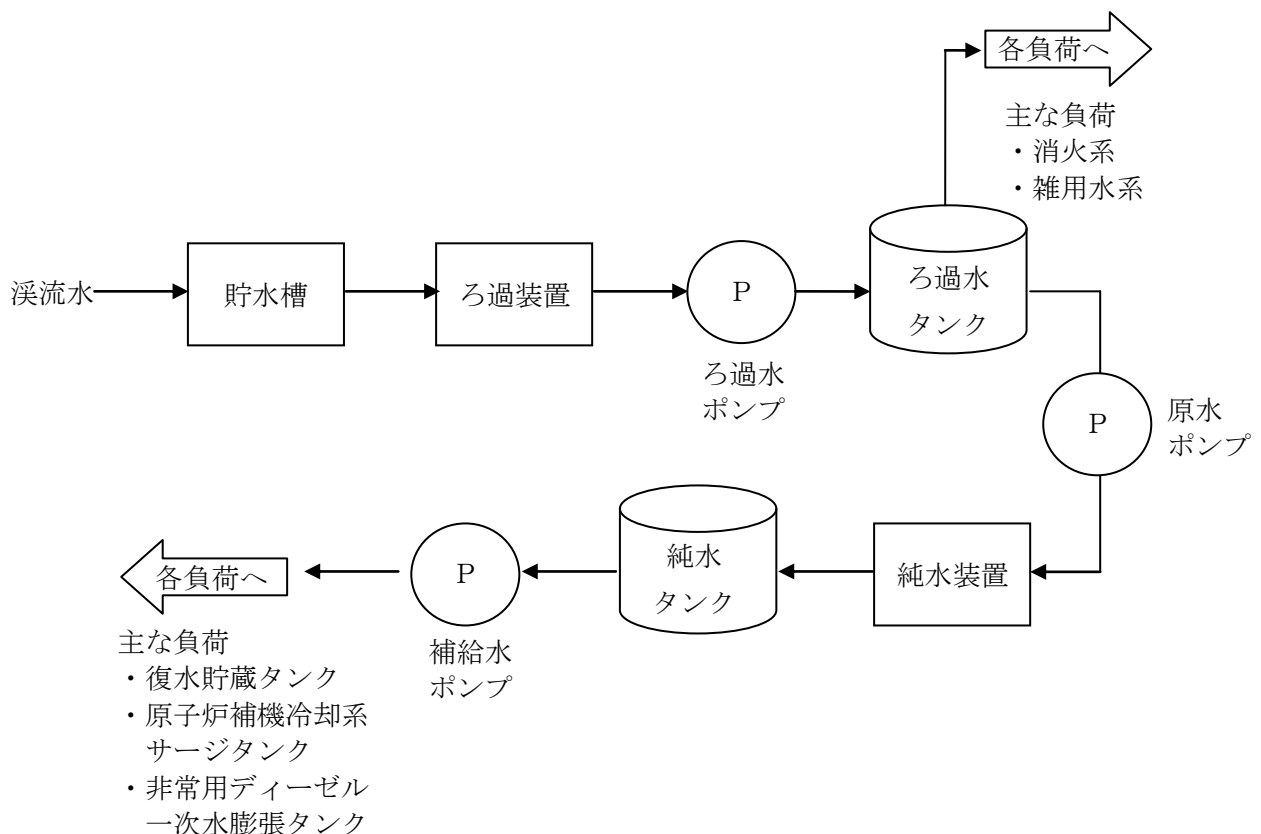 各負荷へ
主な負荷
・消火系
・雑用水系
渓流水
貯水槽
ろ過装置
P
ろ過水
ポンプ
ろ過水
タンク
P
原水
ポンプ
純水装置
純水
タンク
P
補給水
ポンプ
各負荷へ
主な負荷
・復水貯蔵タンク
・原子炉補機冷却系
サージタンク
・非常用ディーゼル
一次水膨張タンク